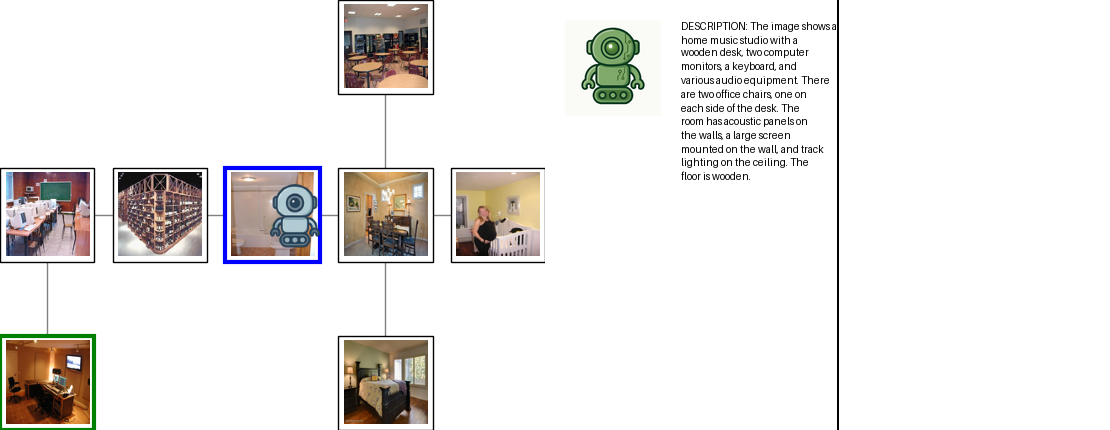 DESCRIPTION: The image shows a
home music studio with a
wooden desk, two computer
monitors, a keyboard, and
various audio equipment. There
are two office chairs, one on
each side of the desk. The
room has acoustic panels on
the walls, a large screen
mounted on the wall, and track
lighting on the ceiling. The
floor is wooden.